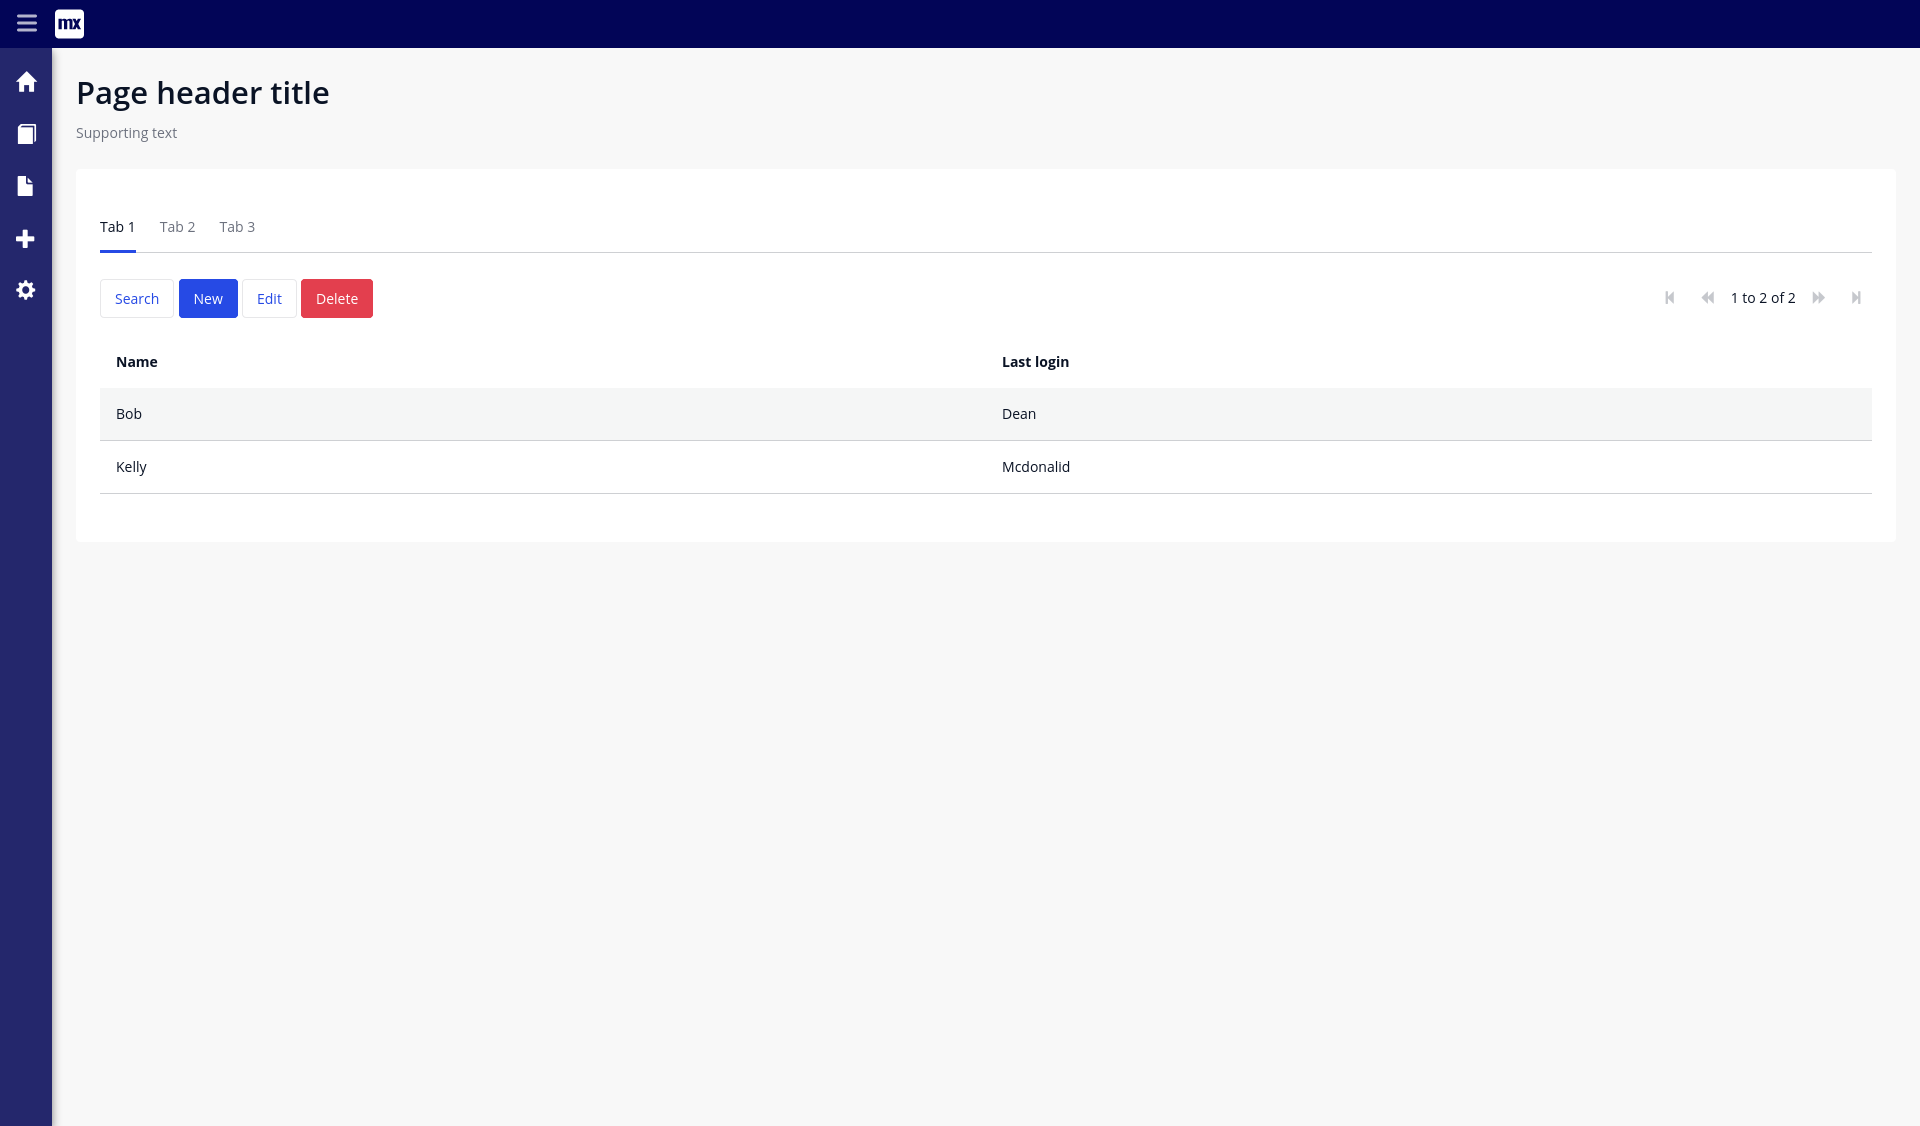 mx
Page header title
Supporting text
Tab 1 Tab 2 Tab 3
Search New Edit Delete 1 to 2 of 2
Name Last login
Bob Dean
Kelly Mcdonalid